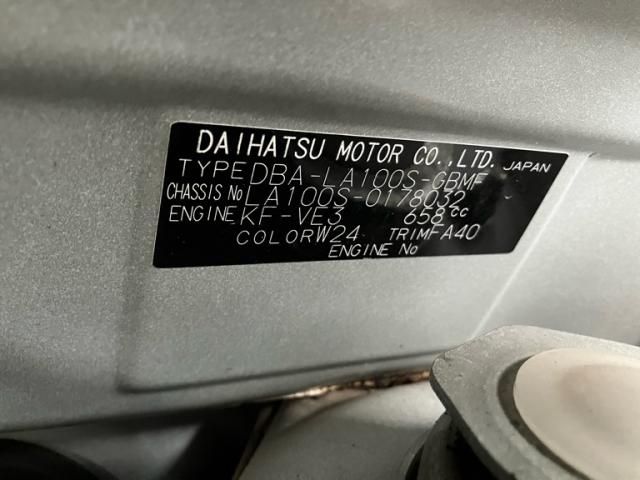 DAIHATSU MOTOR CO.,LTD. JAPAN
TYPE DBA-LA100S-GBMF
CHASSIS No LA100S-0178032
ENGINE KF-VE3 658cc
COLOR W24 TRIM FA40
ENGINE No